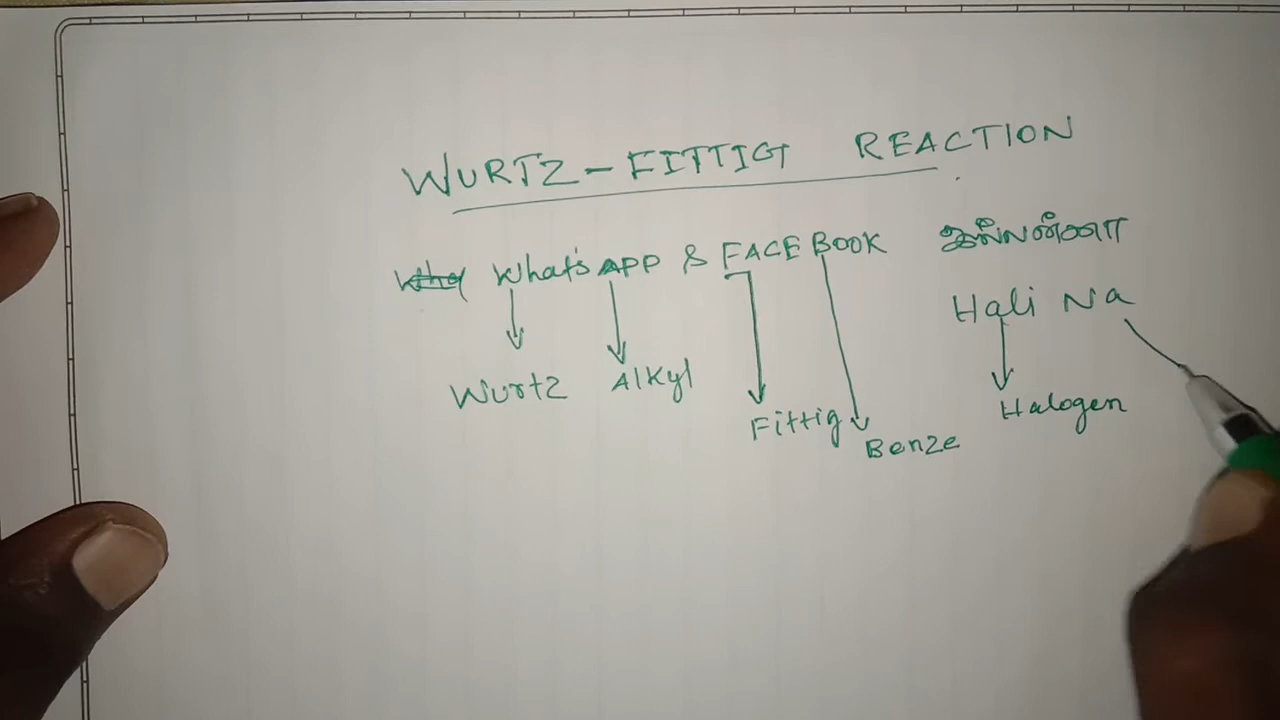 WURTZ-FITTIG REACTION
What's APP & FACE BOOK
Hali Na
Wurtz Alkyl Halogen
Fittig
Benze